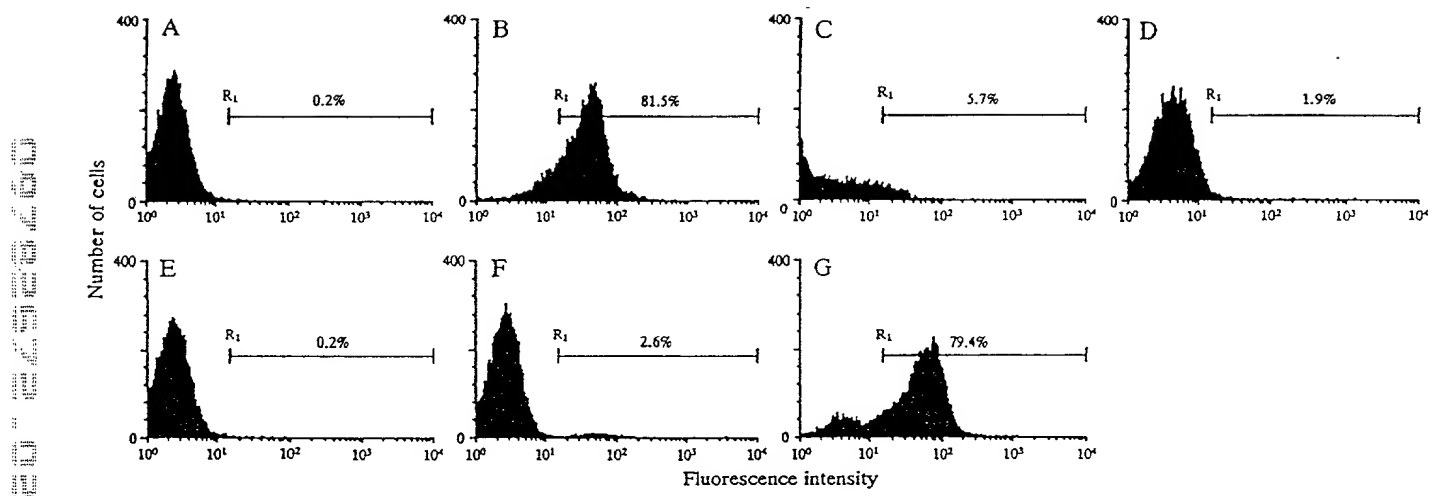 400 A R₁ 0.2% 0 10⁰ 10¹ 10² 10³ 10⁴
400 B R₁ 81.5% 0 10⁰ 10¹ 10² 10³ 10⁴
400 C R₁ 5.7% 0 10⁰ 10¹ 10² 10³ 10⁴
400 D R₁ 1.9% 0 10⁰ 10¹ 10² 10³ 10⁴
Number of cells
400 E R₁ 0.2% 0 10⁰ 10¹ 10² 10³ 10⁴
400 F R₁ 2.6% 0 10⁰ 10¹ 10² 10³ 10⁴
400 G R₁ 79.4% 0 10⁰ 10¹ 10² 10³ 10⁴
Fluorescence intensity